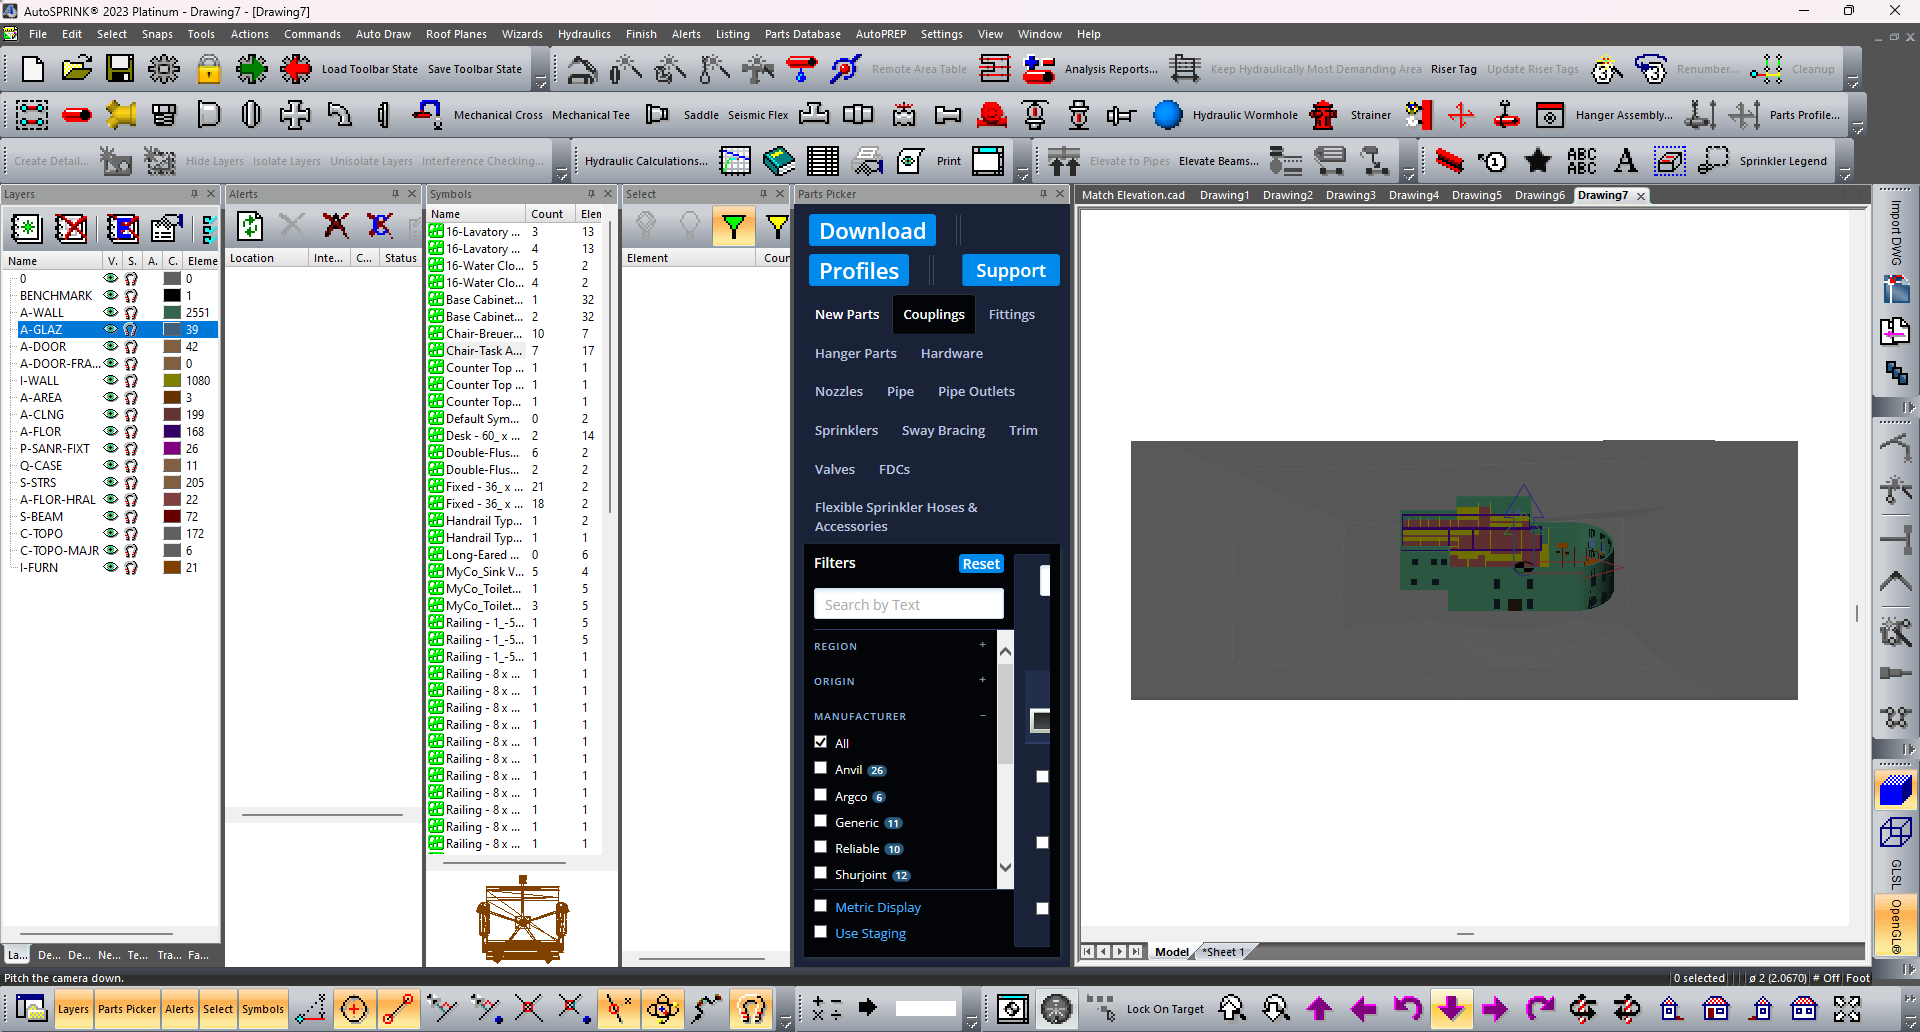 AutoSPRINK® 2023 Platinum - Drawing7 - [Drawing7]
File Edit Select Snaps Tools Actions Commands Auto Draw Roof Planes Wizards Hydraulics Finish Alerts Listing Parts Database AutoPREP Settings View Window Help
Load Toolbar State Save Toolbar State Remote Area Table Analysis Reports... Keep Hydraulically Most Demanding Area Riser Tag Update Riser Tags Renumber... Cleanup
Mechanical Cross Mechanical Tee Saddle Seismic Flex Hydraulic Wormhole Strainer Hanger Assembly... Parts Profile...
Create Detail... Hide Layers Isolate Layers Unisolate Layers Interference Checking... Hydraulic Calculations... Print Elevate to Pipes Elevate Beams... ABC ABC Sprinkler Legend
Layers
Name V. S. A. C. Eleme
0 0
BENCHMARK 1
A-WALL 2551
A-GLAZ 39
A-DOOR 42
A-DOOR-FRA... 0
I-WALL 1080
A-AREA 3
A-CLNG 199
A-FLOR 168
P-SANR-FIXT 26
Q-CASE 11
S-STRS 205
A-FLOR-HRAL 22
S-BEAM 72
C-TOPO 172
C-TOPO-MAJR 6
I-FURN 21
La... De... De... Ne... Te... Tra... Fa...
Alerts
Location Inte... C... Status
Symbols
Name Count Elen
16-Lavatory ... 3 13
16-Lavatory ... 4 13
16-Water Clo... 5 2
16-Water Clo... 4 2
Base Cabinet... 1 32
Base Cabinet... 2 32
Chair-Breuer... 10 7
Chair-Task A... 7 17
Counter Top ... 1 1
Counter Top ... 1 1
Counter Top... 1 1
Default Sym... 0 2
Desk - 60_ x ... 2 14
Double-Flus... 6 2
Double-Flus... 2 2
Fixed - 36_ x ... 21 2
Fixed - 36_ x ... 18 2
Handrail Typ... 1 2
Handrail Typ... 1 1
Long-Eared ... 0 6
MyCo_Sink V... 5 4
MyCo_Toilet... 1 5
MyCo_Toilet... 3 5
Railing - 1_-5... 1 5
Railing - 1_-5... 1 5
Railing - 1_-5... 1 1
Railing - 8 x ... 1 1
Railing - 8 x ... 1 1
Railing - 8 x ... 1 1
Railing - 8 x ... 1 1
Railing - 8 x ... 1 1
Railing - 8 x ... 1 1
Railing - 8 x ... 1 1
Railing - 8 x ... 1 1
Railing - 8 x ... 1 1
Railing - 8 x ... 1 1
Railing - 8 x ... 1 1
Select
Element Cour
Parts Picker
Download
Profiles Support
New Parts Couplings Fittings
Hanger Parts Hardware
Nozzles Pipe Pipe Outlets
Sprinklers Sway Bracing Trim
Valves FDCs
Flexible Sprinkler Hoses &
Accessories
Filters Reset
Search by Text
REGION +
ORIGIN +
MANUFACTURER −
All
Anvil 26
Argco 6
Generic 11
Reliable 10
Shurjoint 12
Metric Display
Use Staging
Match Elevation.cad Drawing1 Drawing2 Drawing3 Drawing4 Drawing5 Drawing6 Drawing7
Model *Sheet 1
Import DWG
GLSL
OpenGL®
Pitch the camera down. 0 selected ø 2 (2.0670) # Off Foot
Layers Parts Picker Alerts Select Symbols Lock On Target